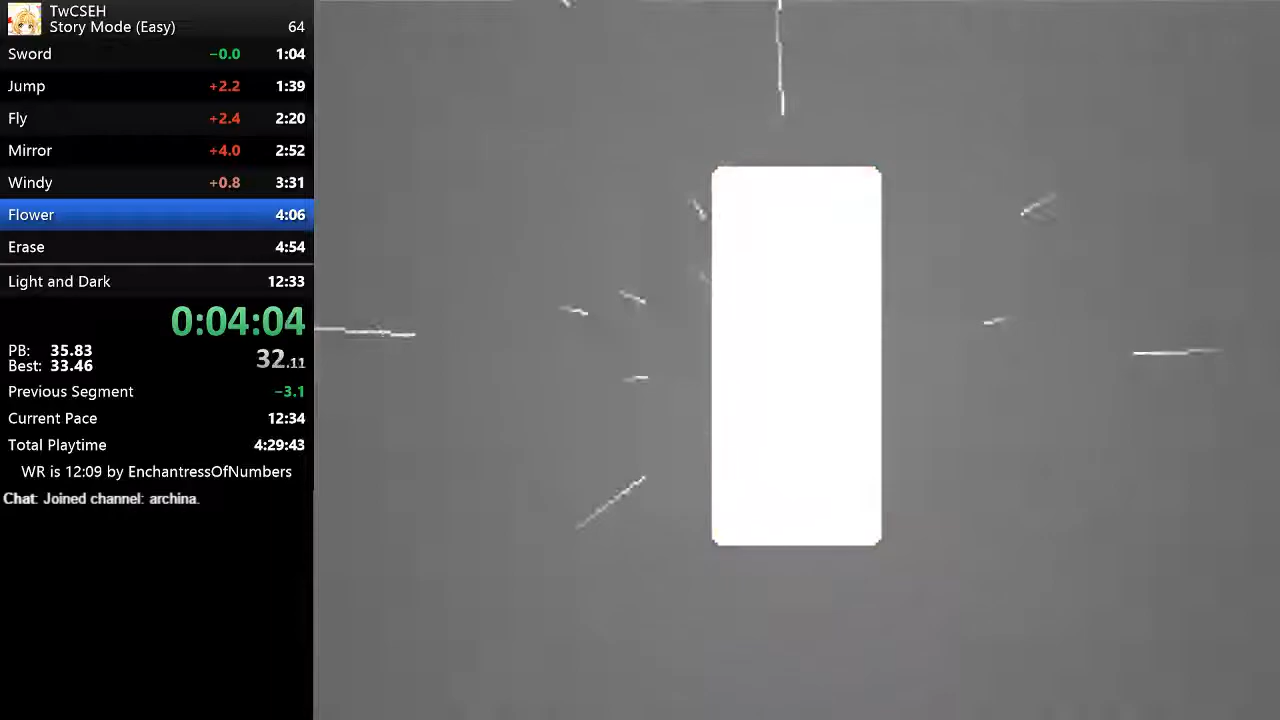 TwCSEH
Story Mode (Easy) 64
Sword −0.0 1:04
Jump +2.2 1:39
Fly +2.4 2:20
Mirror +4.0 2:52
Windy +0.8 3:31
Flower 4:06
Erase 4:54
Light and Dark 12:33
0:04:04
PB: 35.83
Best: 33.46
32.11
Previous Segment −3.1
Current Pace 12:34
Total Playtime 4:29:43
WR is 12:09 by EnchantressOfNumbers
Chat: Joined channel: archina.